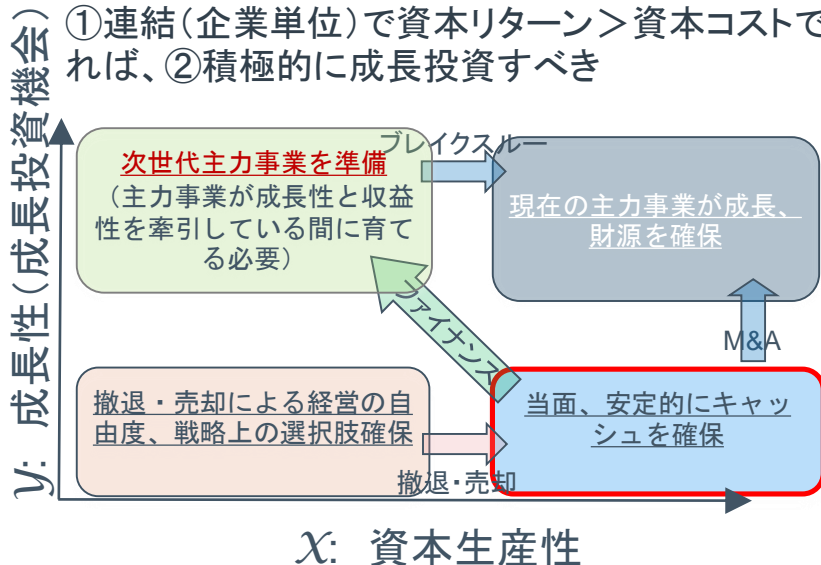 ①連結（企業単位）で資本リターン＞資本コストで
れば、②積極的に成長投資すべき
y: 成長性（成長投資機会）
ブレイクスルー
次世代主力事業を準備
（主力事業が成長性と収益
性を牽引している間に育て
る必要）
現在の主力事業が成長、
財源を確保
ファイナンス
M&A
撤退・売却による経営の自
由度、戦略上の選択肢確保
当面、安定的にキャッ
シュを確保
撤退・売却
X: 資本生産性